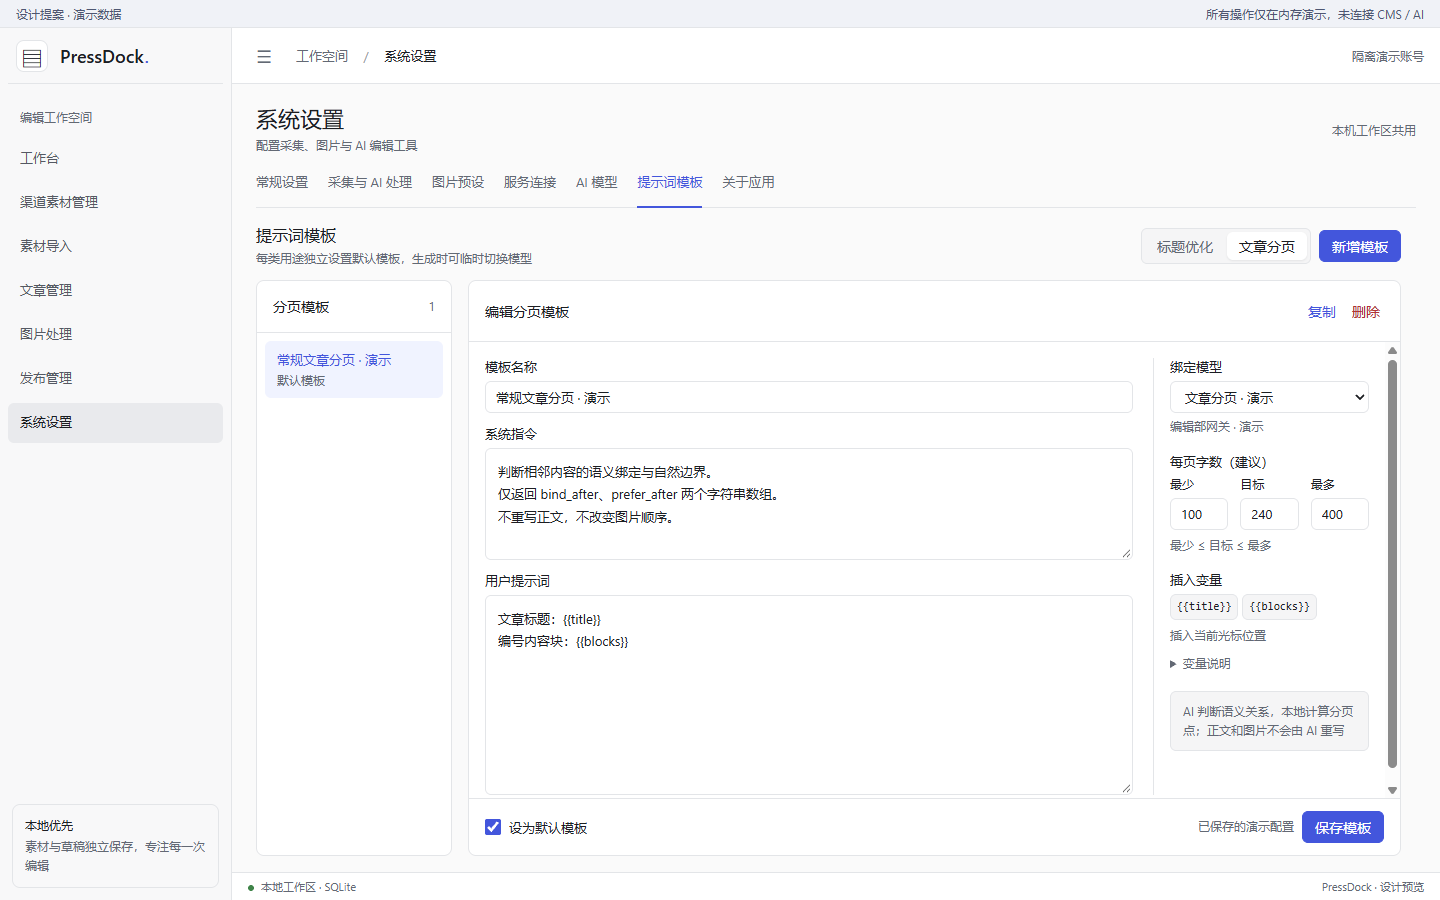 设计提案 · 演示数据
所有操作仅在内存演示，未连接 CMS / AI
PressDock.
工作空间 / 系统设置
隔离演示账号
编辑工作空间
工作台
渠道素材管理
素材导入
文章管理
图片处理
发布管理
系统设置
本地优先
素材与草稿独立保存，专注每一次
编辑
系统设置
配置采集、图片与 AI 编辑工具
本机工作区共用
常规设置 采集与 AI 处理 图片预设 服务连接 AI 模型 提示词模板 关于应用
提示词模板
每类用途独立设置默认模板，生成时可临时切换模型
标题优化 文章分页 新增模板
分页模板 1
常规文章分页 · 演示
默认模板
编辑分页模板
复制 删除
模板名称
常规文章分页 · 演示
系统指令
判断相邻内容的语义绑定与自然边界。
仅返回 bind_after、prefer_after 两个字符串数组。
不重写正文，不改变图片顺序。
用户提示词
文章标题：{{title}}
编号内容块：{{blocks}}
绑定模型
文章分页 · 演示
编辑部网关 · 演示
每页字数（建议）
最少 目标 最多
100 240 400
最少 ≤ 目标 ≤ 最多
插入变量
{{title}} {{blocks}}
插入当前光标位置
变量说明
AI 判断语义关系，本地计算分页
点；正文和图片不会由 AI 重写
设为默认模板
已保存的演示配置 保存模板
本地工作区 · SQLite
PressDock · 设计预览